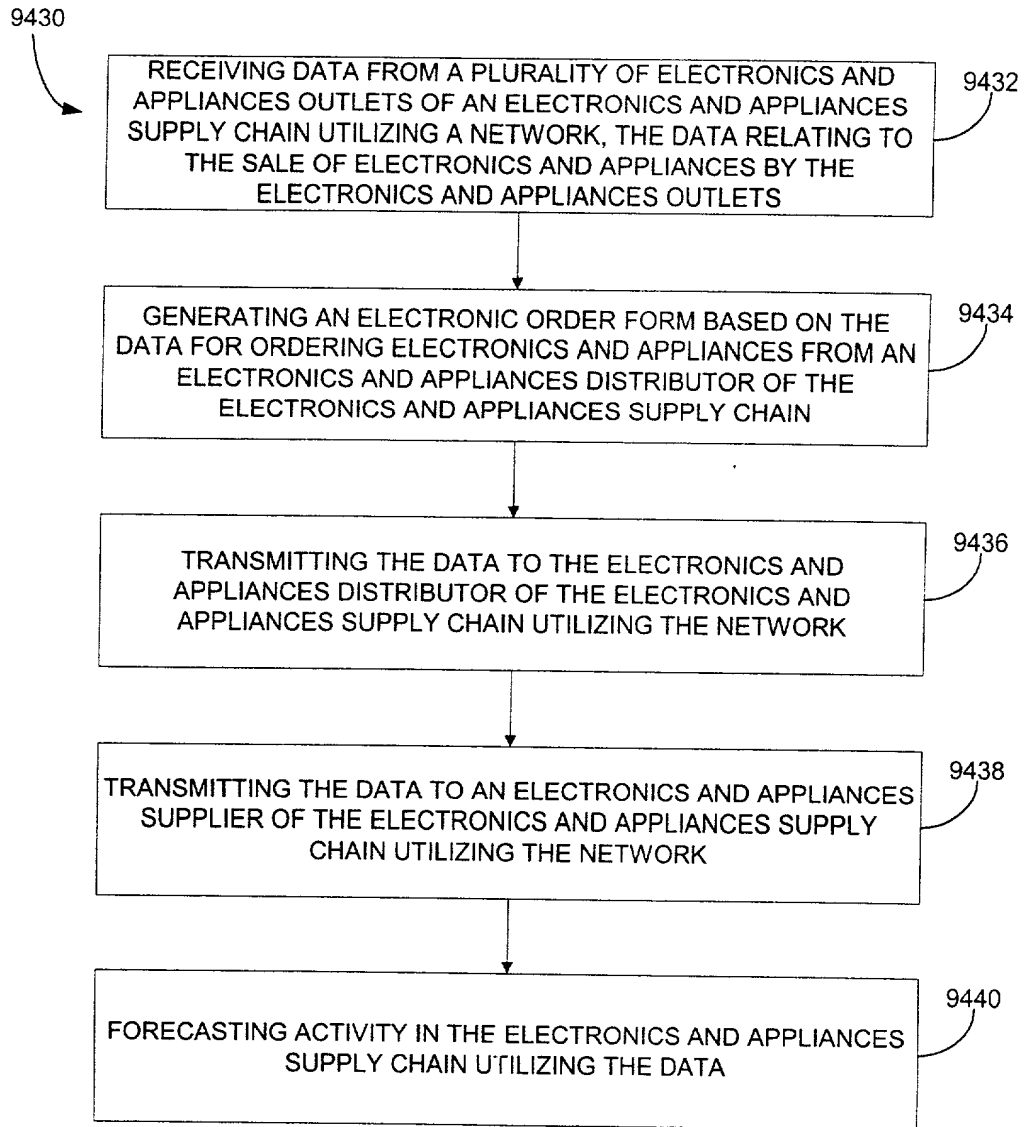 9430
RECEIVING DATA FROM A PLURALITY OF ELECTRONICS AND
APPLIANCES OUTLETS OF AN ELECTRONICS AND APPLIANCES
SUPPLY CHAIN UTILIZING A NETWORK, THE DATA RELATING TO
THE SALE OF ELECTRONICS AND APPLIANCES BY THE
ELECTRONICS AND APPLIANCES OUTLETS
9432
GENERATING AN ELECTRONIC ORDER FORM BASED ON THE
DATA FOR ORDERING ELECTRONICS AND APPLIANCES FROM AN
ELECTRONICS AND APPLIANCES DISTRIBUTOR OF THE
ELECTRONICS AND APPLIANCES SUPPLY CHAIN
9434
TRANSMITTING THE DATA TO THE ELECTRONICS AND
APPLIANCES DISTRIBUTOR OF THE ELECTRONICS AND
APPLIANCES SUPPLY CHAIN UTILIZING THE NETWORK
9436
TRANSMITTING THE DATA TO AN ELECTRONICS AND APPLIANCES
SUPPLIER OF THE ELECTRONICS AND APPLIANCES SUPPLY
CHAIN UTILIZING THE NETWORK
9438
FORECASTING ACTIVITY IN THE ELECTRONICS AND APPLIANCES
SUPPLY CHAIN UTILIZING THE DATA
9440